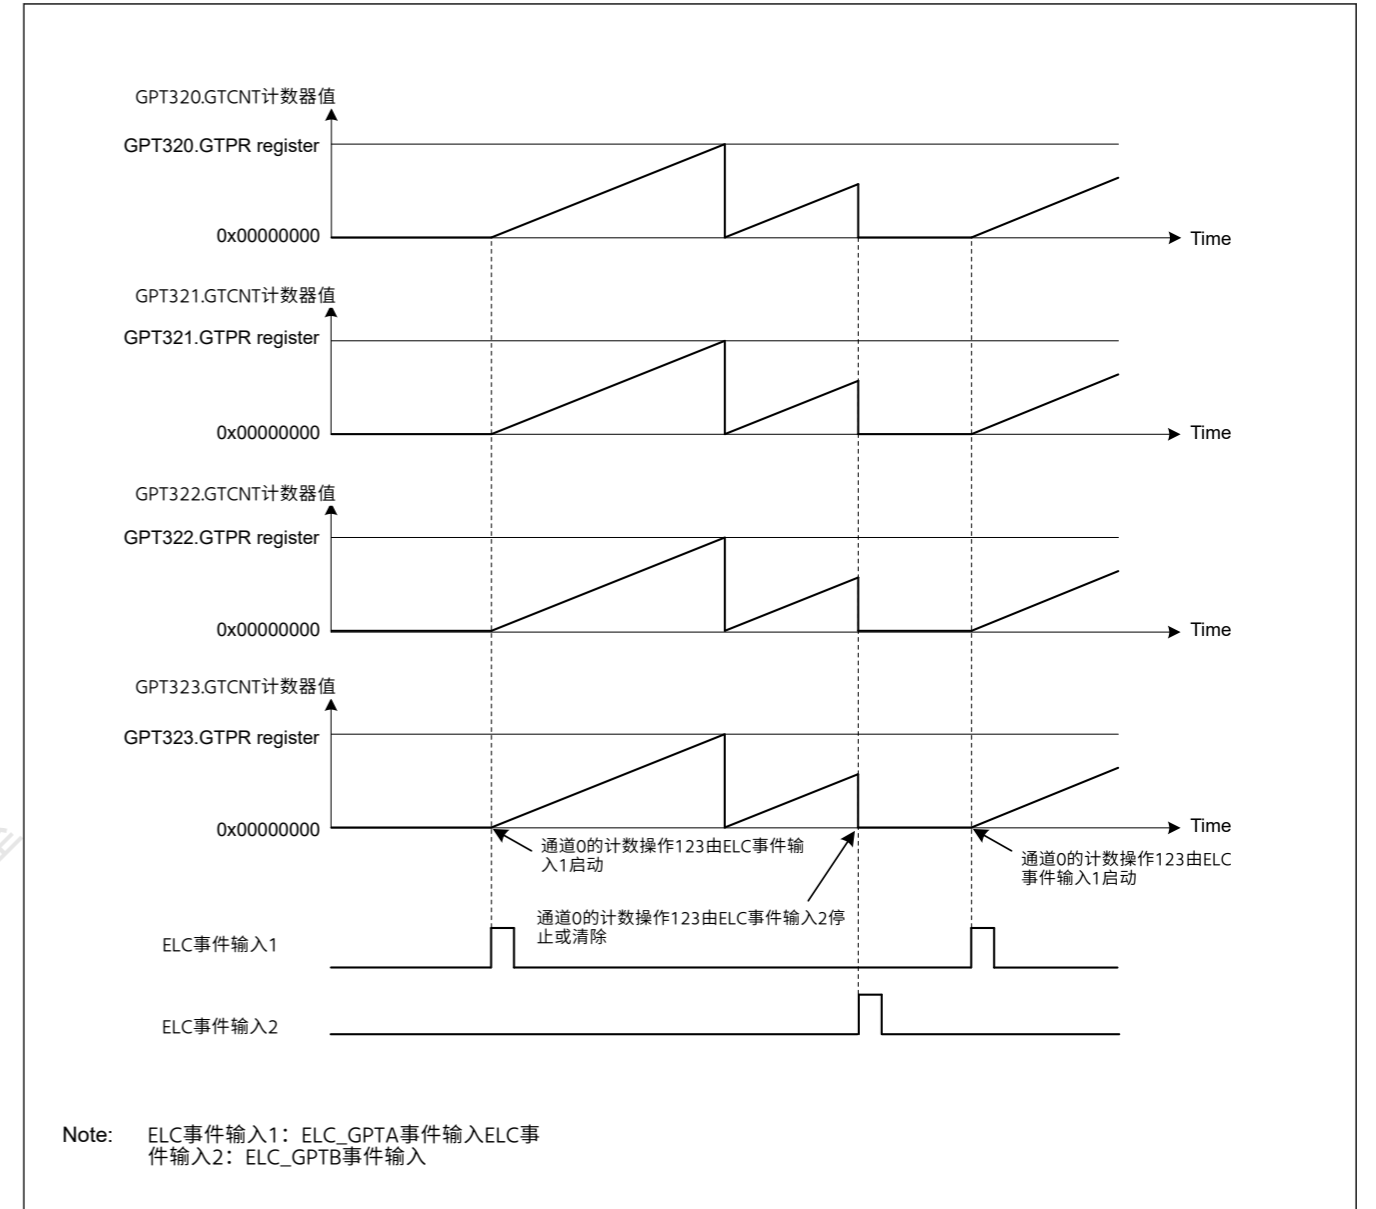 GPT320.GTCNT计数器值
GPT320.GTPR register
0x00000000
Time
GPT321.GTCNT计数器值
GPT321.GTPR register
0x00000000
Time
GPT322.GTCNT计数器值
GPT322.GTPR register
0x00000000
Time
GPT323.GTCNT计数器值
GPT323.GTPR register
0x00000000
Time
通道0的计数操作123由ELC事件输
入1启动
通道0的计数操作123由ELC
事件输入1启动
通道0的计数操作123由ELC事件输入2停
止或清除
ELC事件输入1
ELC事件输入2
Note: ELC事件输入1：ELC_GPTA事件输入ELC事
件输入2：ELC_GPTB事件输入